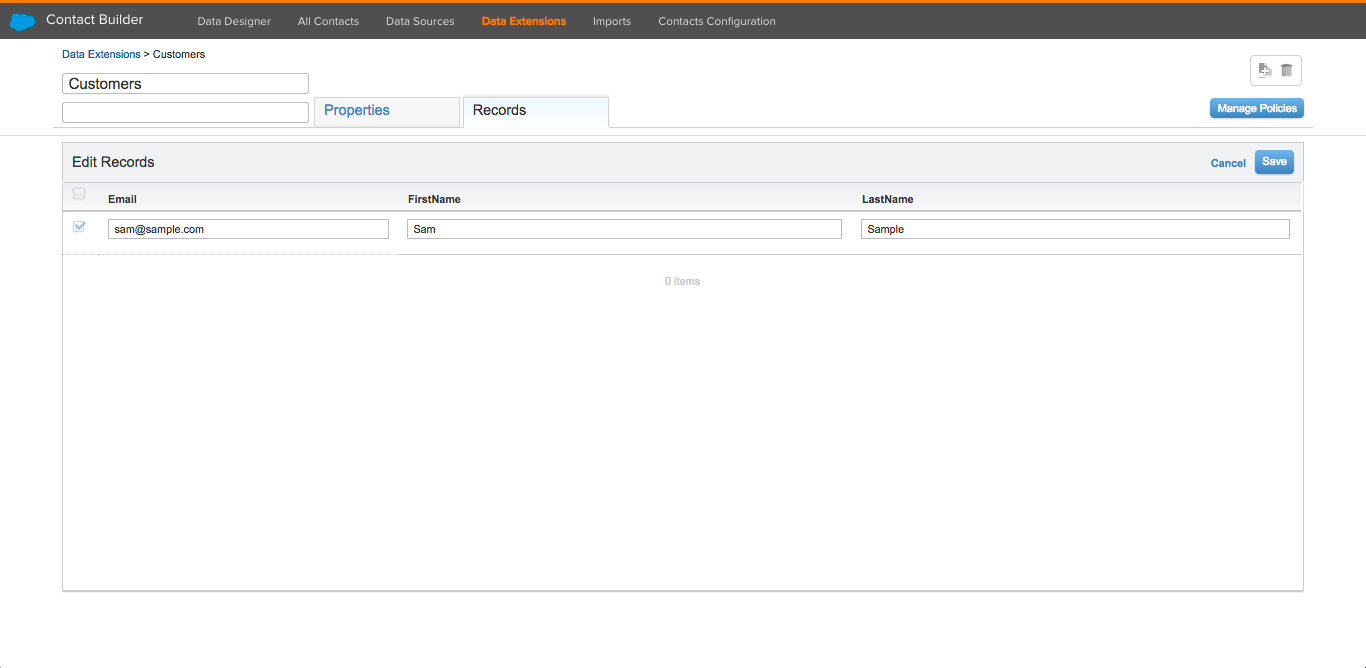 Contact Builder Data Designer All Contacts Data Sources Data Extensions Imports Contacts Configuration
Data Extensions > Customers
Customers
Properties Records Manage Policies
Edit Records Cancel Save
Email FirstName LastName
sam@sample.com Sam Sample
0 items